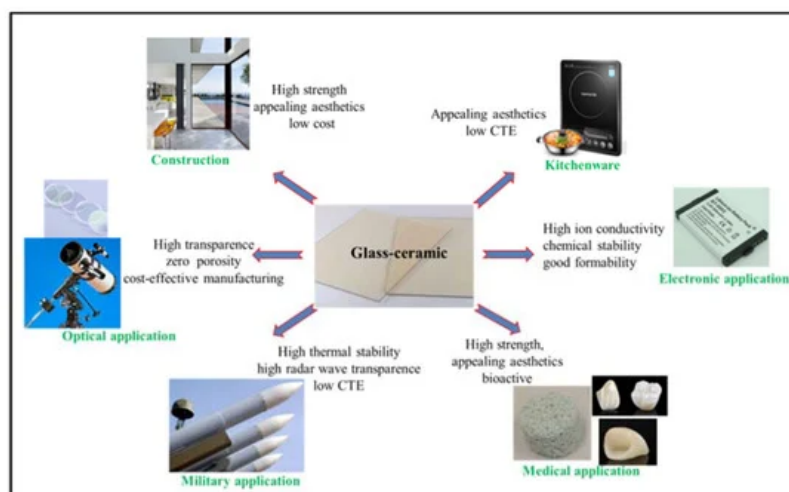 High strength
appealing aesthetics
low cost
Construction
Appealing aesthetics
low CTE
Kitchenware
High transparence
zero porosity
cost-effective manufacturing
Optical application
Glass-ceramic
High ion conductivity
chemical stability
good formability
Electronic application
High thermal stability
high radar wave transparence
low CTE
Military application
High strength,
appealing aesthetics
bioactive
Medical application